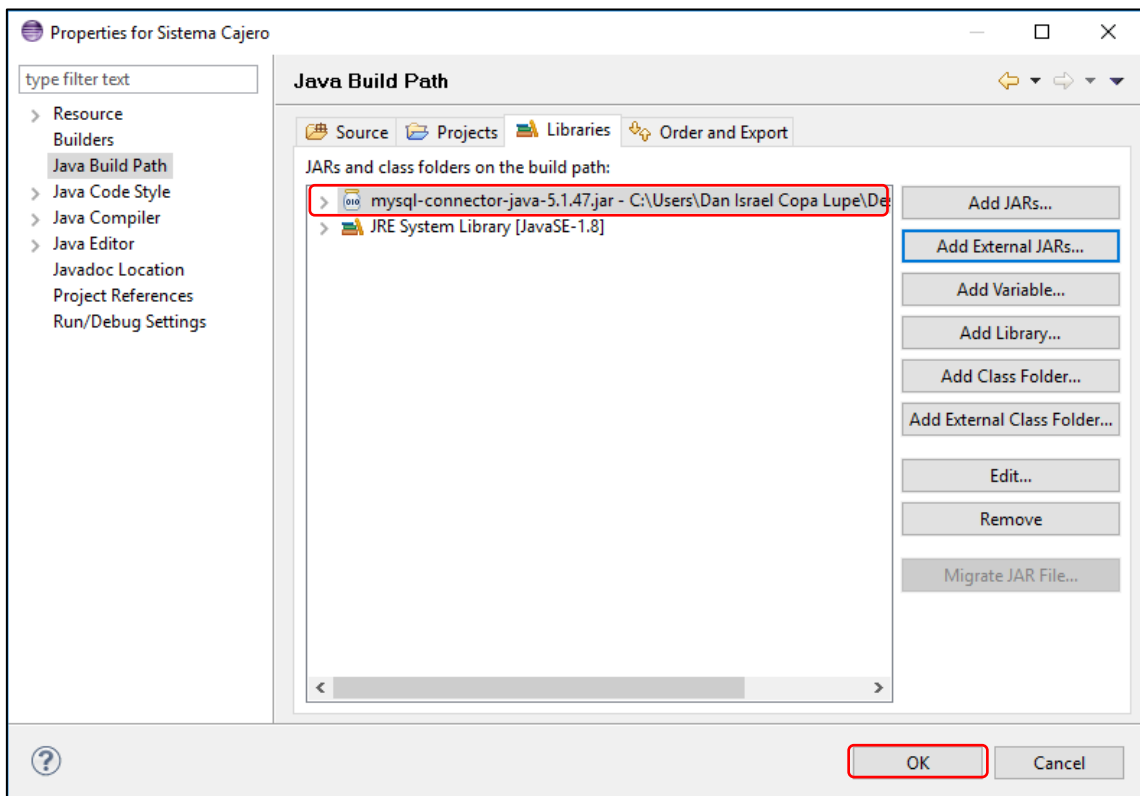 Properties for Sistema Cajero
type filter text
Resource
Builders
Java Build Path
Java Code Style
Java Compiler
Java Editor
Javadoc Location
Project References
Run/Debug Settings
Java Build Path
Source Projects Libraries Order and Export
JARs and class folders on the build path:
mysql-connector-java-5.1.47.jar - C:\Users\Dan Israel Copa Lupe\De
JRE System Library [JavaSE-1.8]
Add JARs...
Add External JARs...
Add Variable...
Add Library...
Add Class Folder...
Add External Class Folder...
Edit...
Remove
Migrate JAR File...
OK Cancel